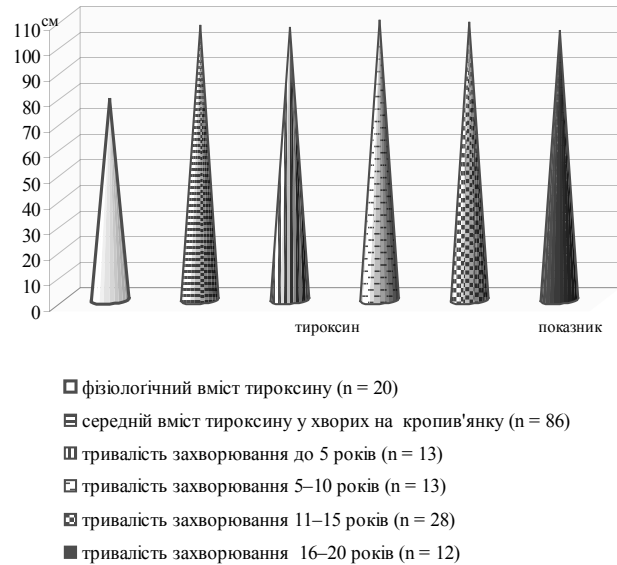 110 см
100
90
80
70
60
50
40
30
20
10
0
тироксин показник
фізіологічний вміст тироксину (n = 20)
середній вміст тироксину у хворих на кропив'янку (n = 86)
тривалість захворювання до 5 років (n = 13)
тривалість захворювання 5–10 років (n = 13)
тривалість захворювання 11–15 років (n = 28)
тривалість захворювання 16–20 років (n = 12)